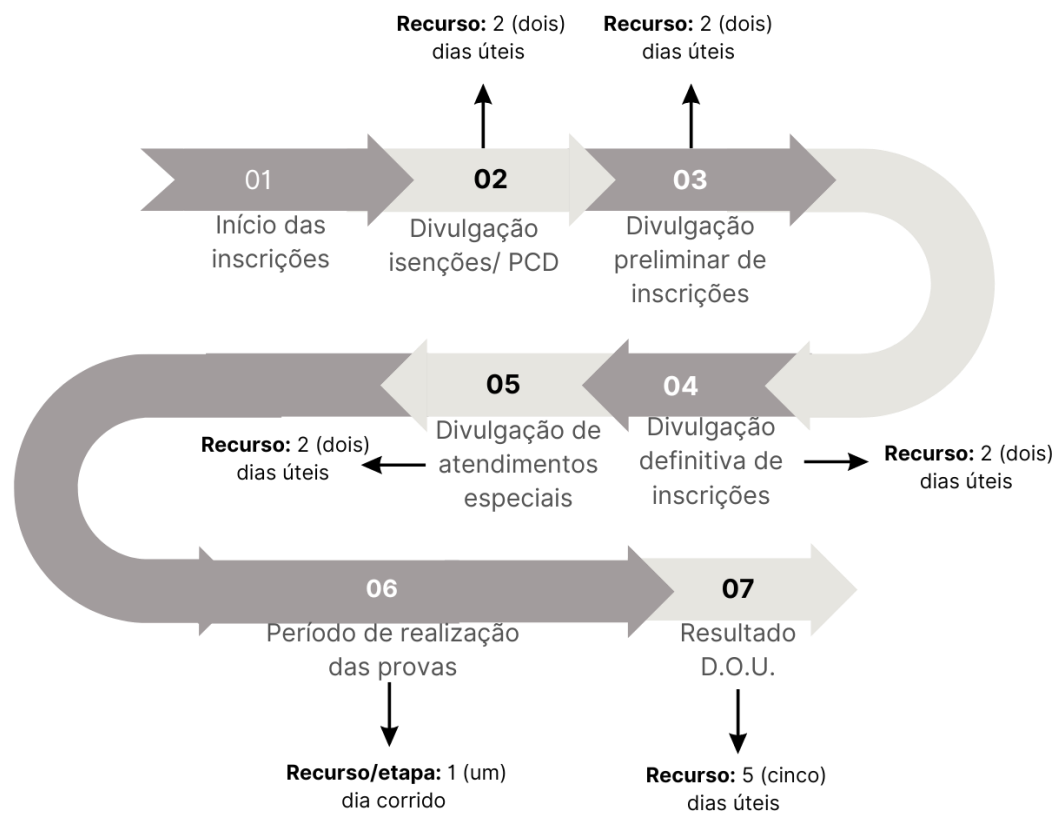 Recurso: 2 (dois)
dias úteis
Recurso: 2 (dois)
dias úteis
01
Início das
inscrições
02
Divulgação
isenções/ PCD
03
Divulgação
preliminar de
inscrições
04
Divulgação
definitiva de
inscrições
Recurso: 2 (dois)
dias úteis
05
Divulgação de
atendimentos
especiais
Recurso: 2 (dois)
dias úteis
06
Período de realização
das provas
Recurso/etapa: 1 (um)
dia corrido
07
Resultado
D.O.U.
Recurso: 5 (cinco)
dias úteis